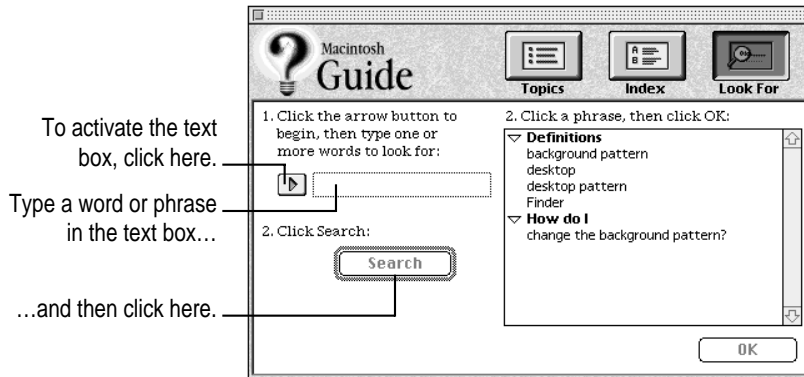 Macintosh
Guide
Topics
Index
Look For
To activate the text
box, click here.
Type a word or phrase
in the text box…
…and then click here.
1. Click the arrow button to
begin, then type one or
more words to look for:
2. Click Search:
Search
2. Click a phrase, then click OK:
Definitions
background pattern
desktop
desktop pattern
Finder
How do I
change the background pattern?
OK